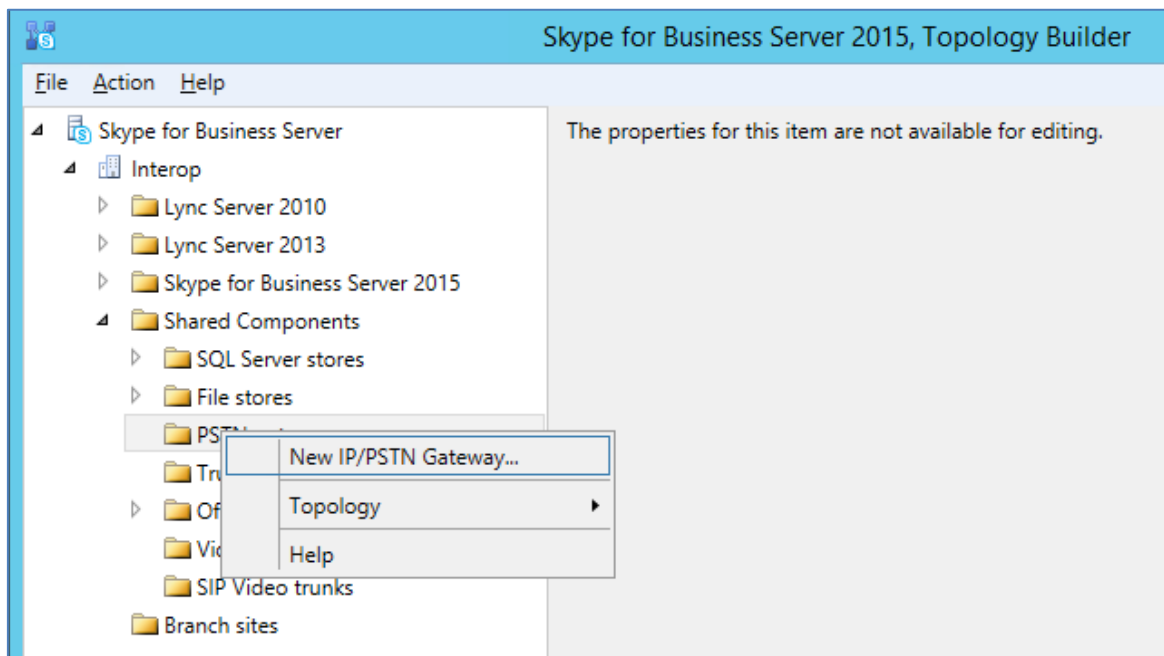 Skype for Business Server 2015, Topology Builder
File Action Help
Skype for Business Server
The properties for this item are not available for editing.
Interop
Lync Server 2010
Lync Server 2013
Skype for Business Server 2015
Shared Components
SQL Server stores
File stores
PSTN
New IP/PSTN Gateway...
Topology
Help
SIP Video trunks
Branch sites